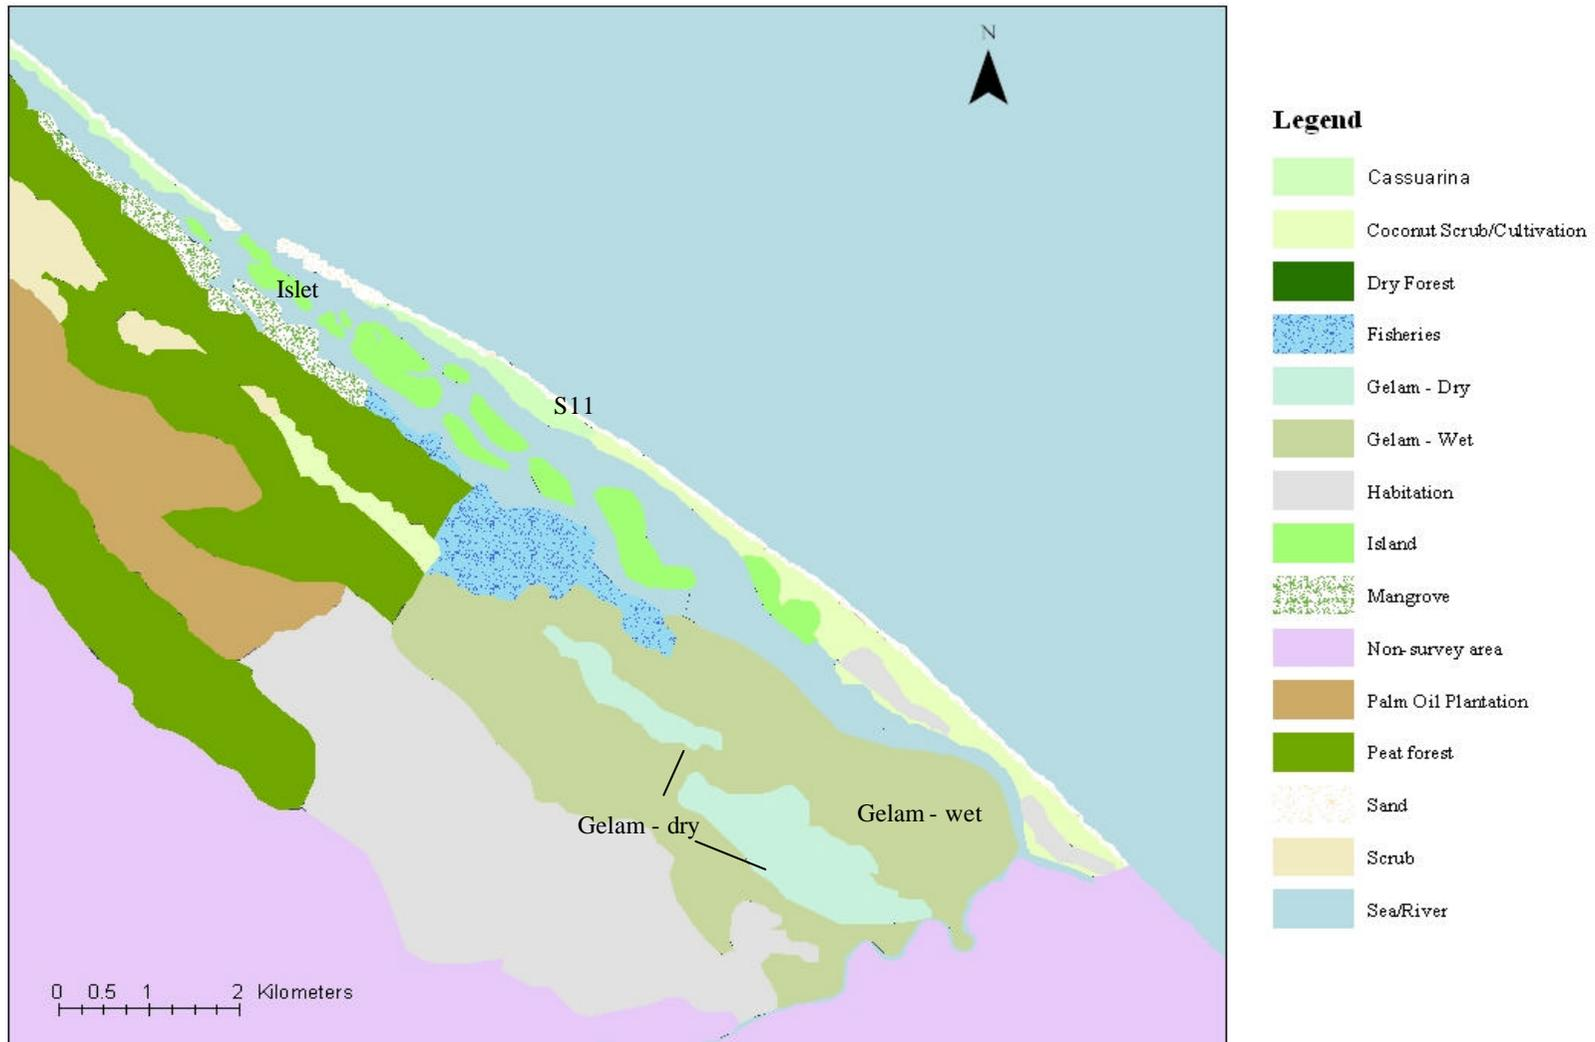 N
Islet
S11
Gelam - wet
Gelam - dry
0 0.5 1 2 Kilometers
Legend
Cassuarina
Coconut Scrub/Cultivation
Dry Forest
Fisheries
Gelam - Dry
Gelam - Wet
Habitation
Island
Mangrove
Non-survey area
Palm Oil Plantation
Peat forest
Sand
Scrub
Sea/River